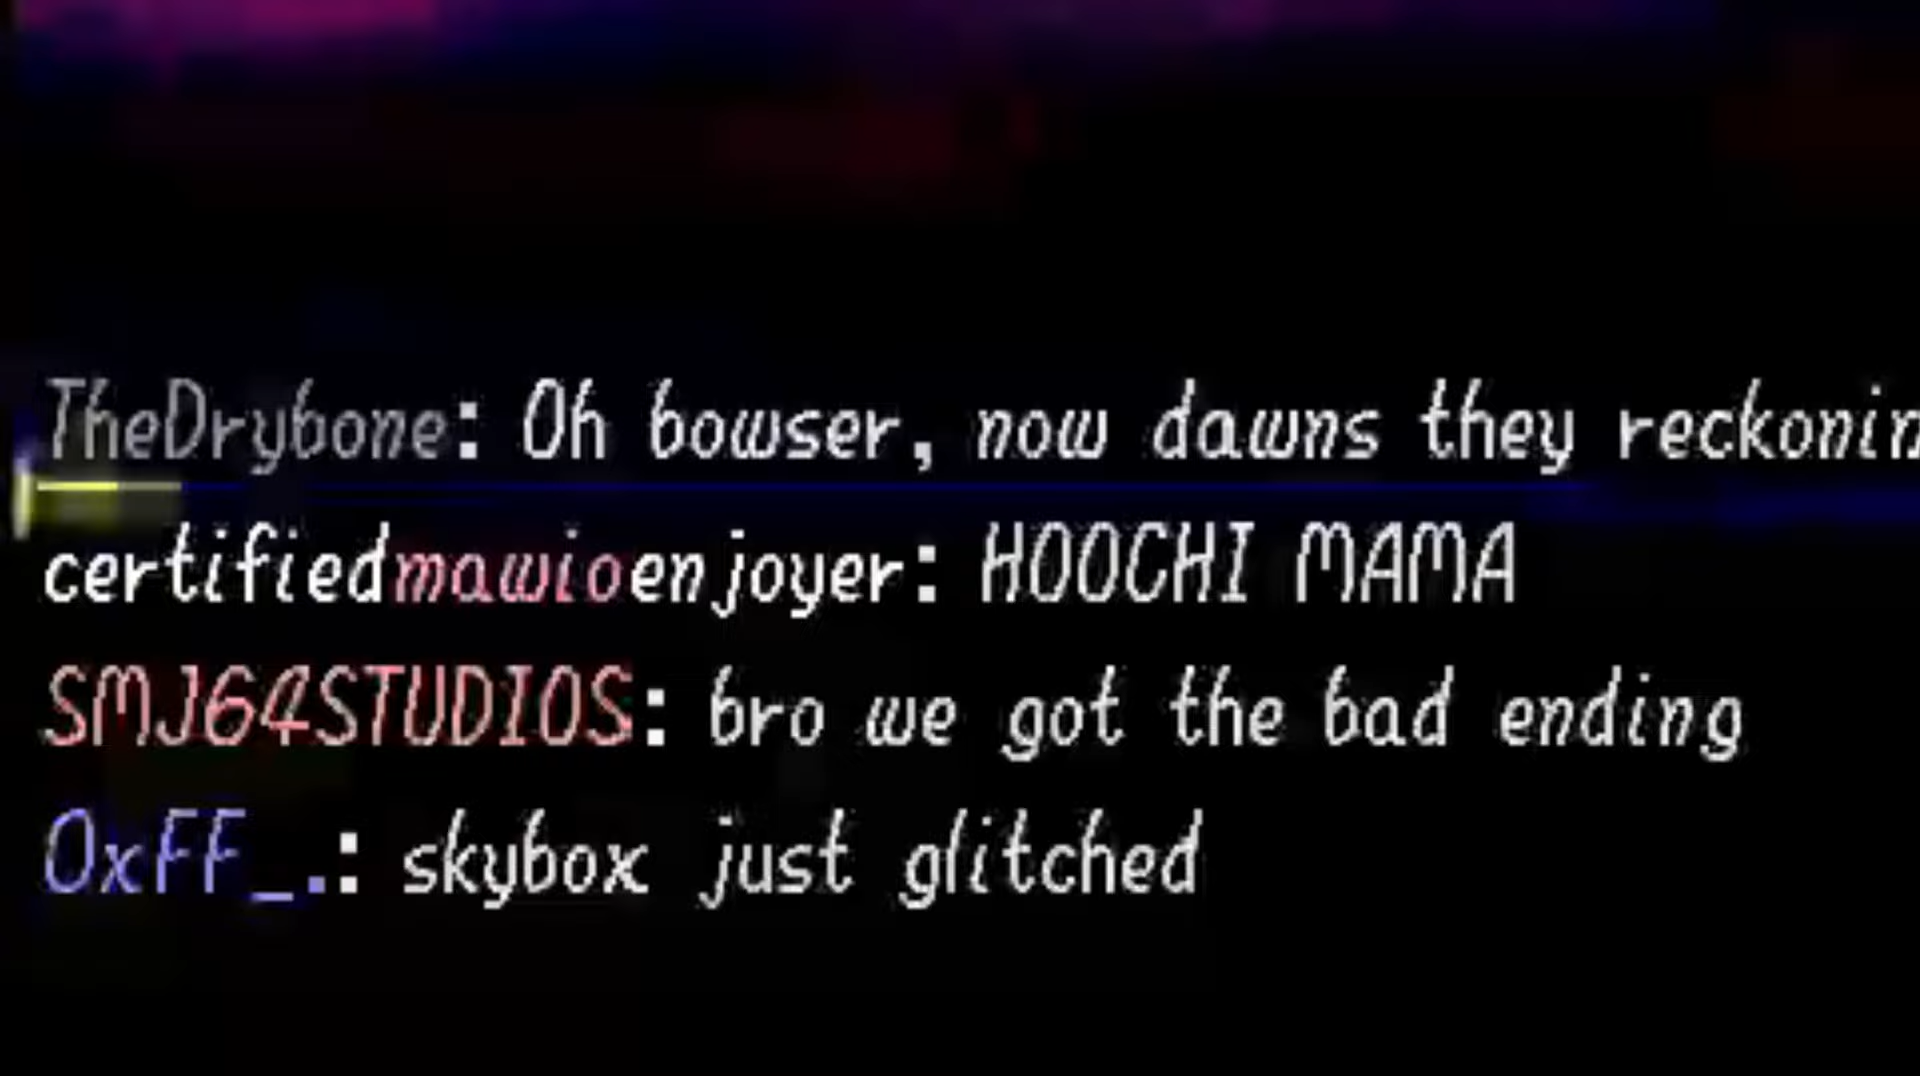 TheDrybone: Oh bowser, now dawns they reckonin
certifiedmawioenjoyer: HOOCHI MAMA
SMJ64STUDIOS: bro we got the bad ending
0xFF_.: skybox just glitched